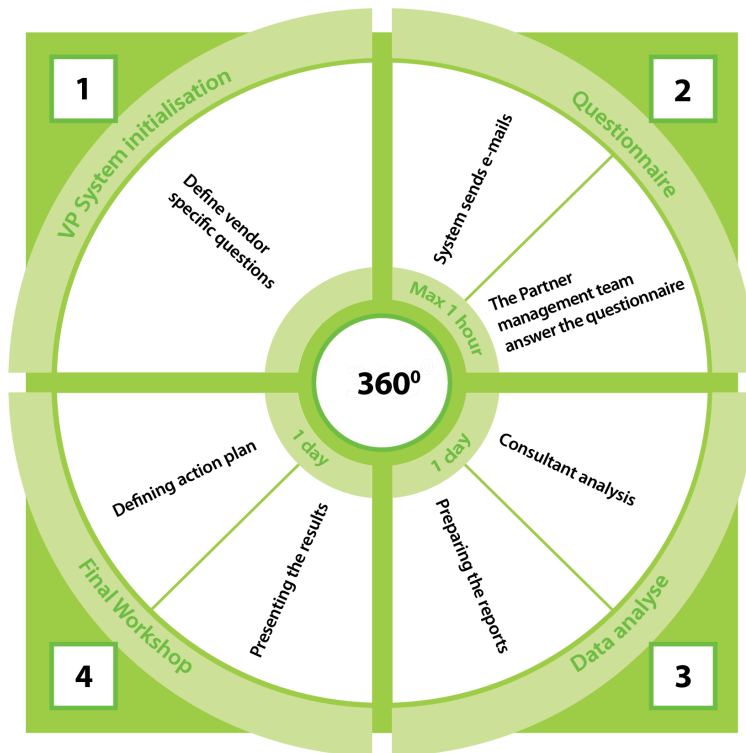 1
VP System initialisation
Define vendor
specific questions
2
Questionnaire
System sends e-mails
The Partner
management team
answer the questionnaire
Max 1 hour
360⁰
3
Data analyse
Consultant analysis
Preparing the reports
1 day
4
Final Workshop
Presenting the results
Defining action plan
1 day